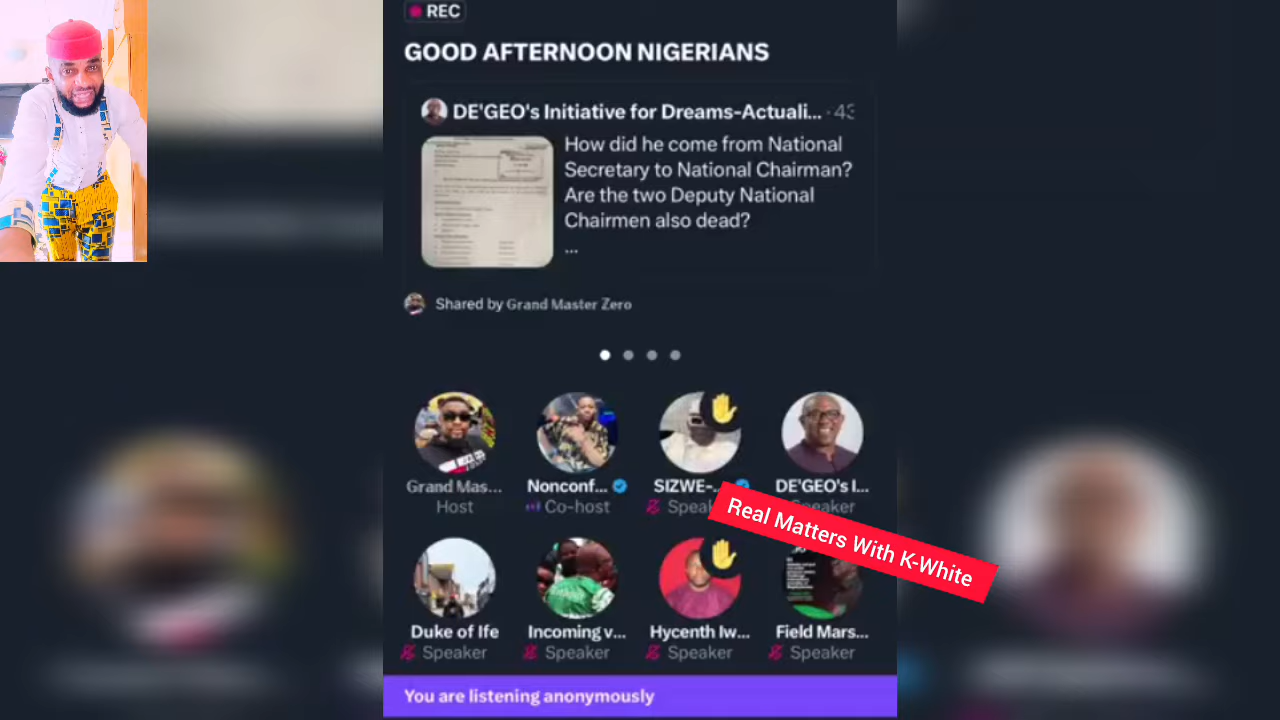 REC
GOOD AFTERNOON NIGERIANS
DE'GEO's Initiative for Dreams-Actuali... · 43
How did he come from National
Secretary to National Chairman?
Are the two Deputy National
Chairmen also dead?
...
Shared by Grand Master Zero
Grand Mas... Nonconf... SIZWE-... DE'GEO's I...
Host Co-host Speaker
Real Matters With K-White
Duke of Ife Incoming v... Hycenth Iw... Field Mars...
Speaker Speaker Speaker Speaker
You are listening anonymously